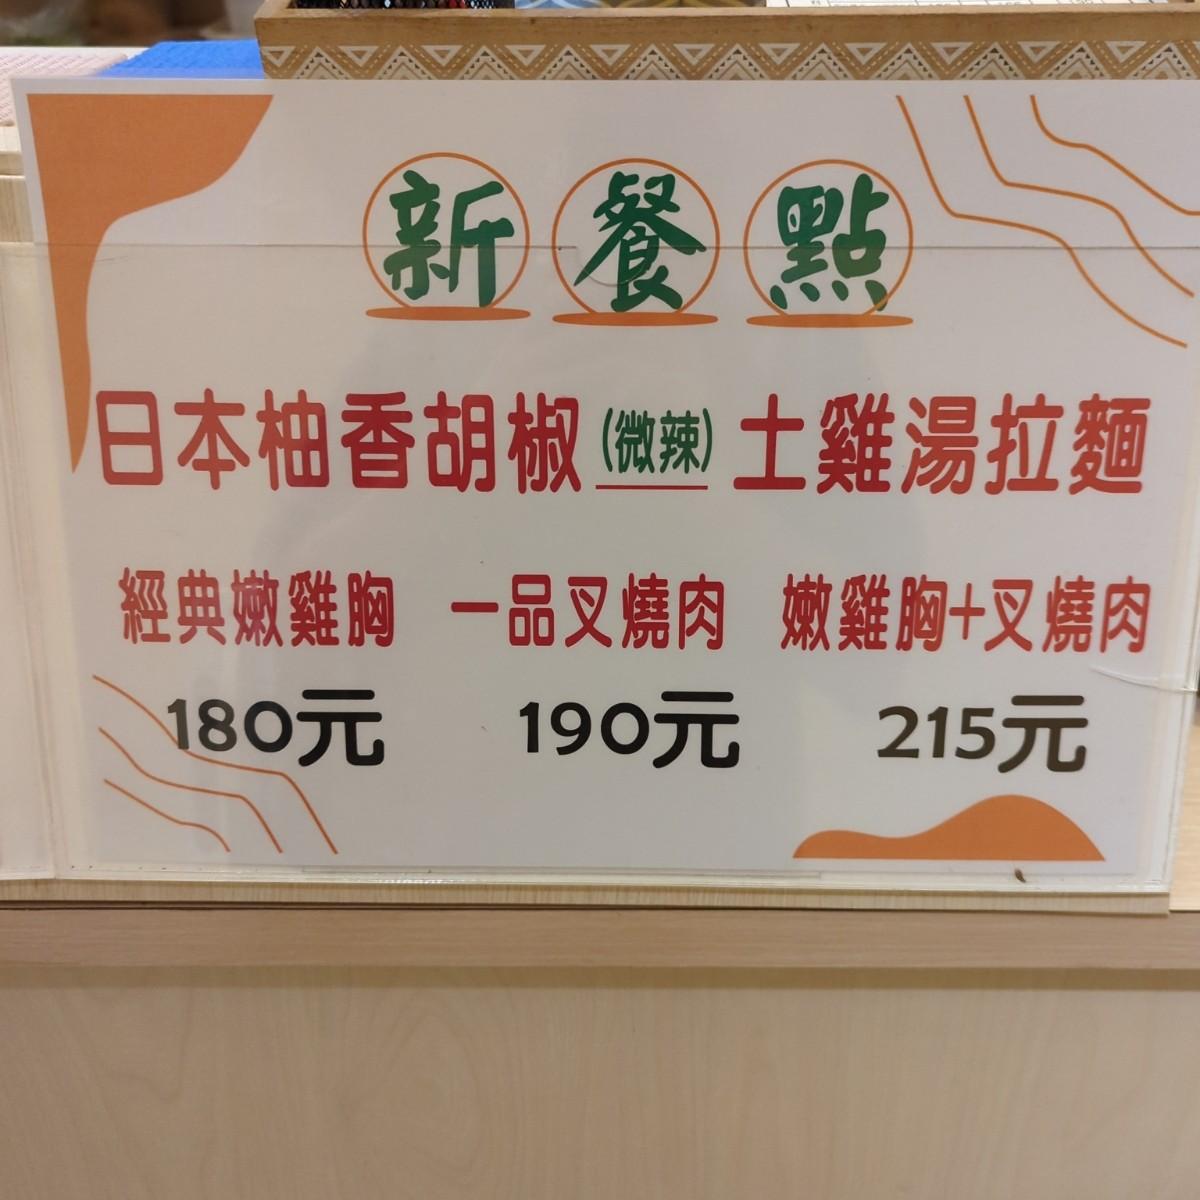 新餐點
日本柚香胡椒(微辣)土雞湯拉麵
經典嫩雞胸 一品叉燒肉 嫩雞胸+叉燒肉
180元 190元 215元